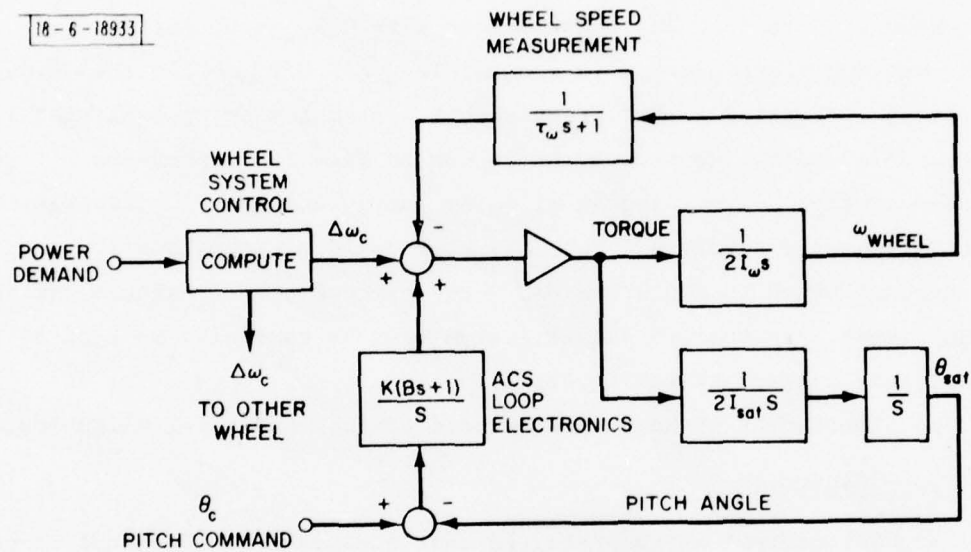 18-6-18933
WHEEL SPEED
MEASUREMENT
1
τω s+1
WHEEL
SYSTEM
CONTROL
POWER
DEMAND
COMPUTE
Δωc
+
-
+
TORQUE
1
2Iω s
ωWHEEL
Δωc
TO OTHER
WHEEL
K(Bs+1)
S
ACS
LOOP
ELECTRONICS
1
2Isat S
1
S
θsat
+
-
θc
PITCH COMMAND
PITCH ANGLE